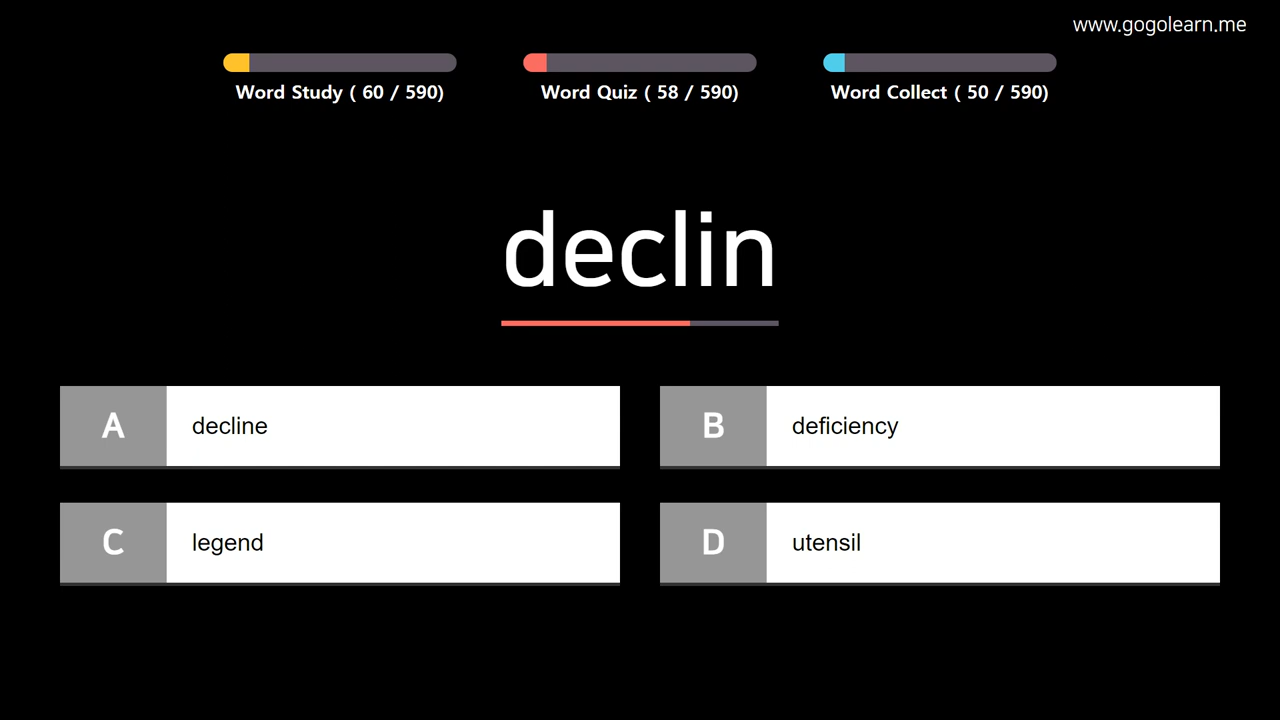 www.gogolearn.me
Word Study ( 60 / 590)
Word Quiz ( 58 / 590)
Word Collect ( 50 / 590)
declin
A decline
B deficiency
C legend
D utensil